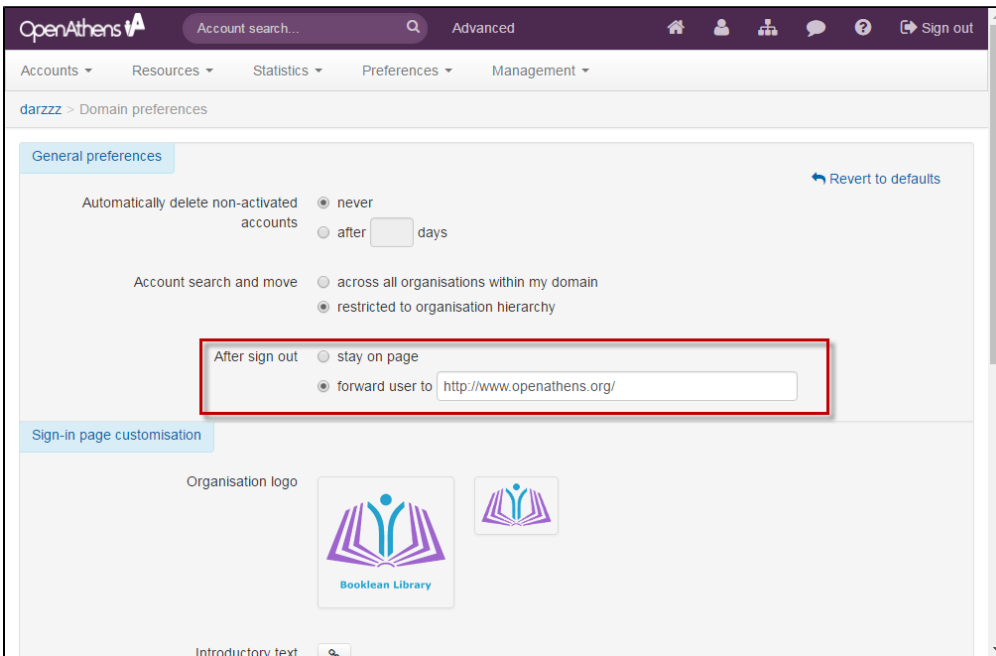 OpenAthens
Account search...
Advanced
Sign out
Accounts
Resources
Statistics
Preferences
Management
darzzz > Domain preferences
General preferences
Revert to defaults
Automatically delete non-activated accounts
never
after days
Account search and move
across all organisations within my domain
restricted to organisation hierarchy
After sign out
stay on page
forward user to http://www.openathens.org/
Sign-in page customisation
Organisation logo
Booklean Library
Introductory text